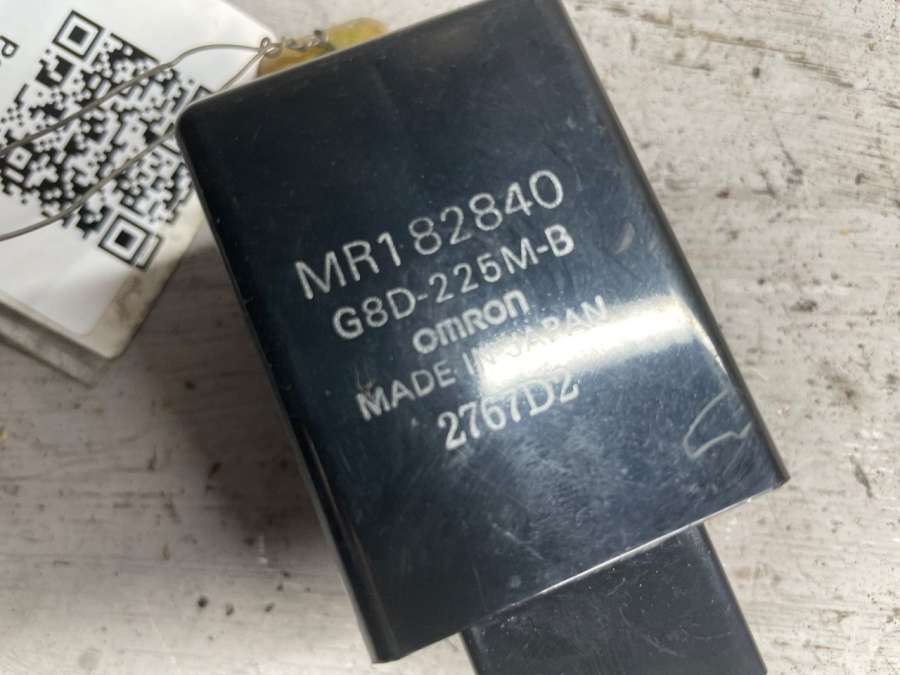 MR182840
G8D-225M-B
omron
MADE IN JAPAN
2767D2